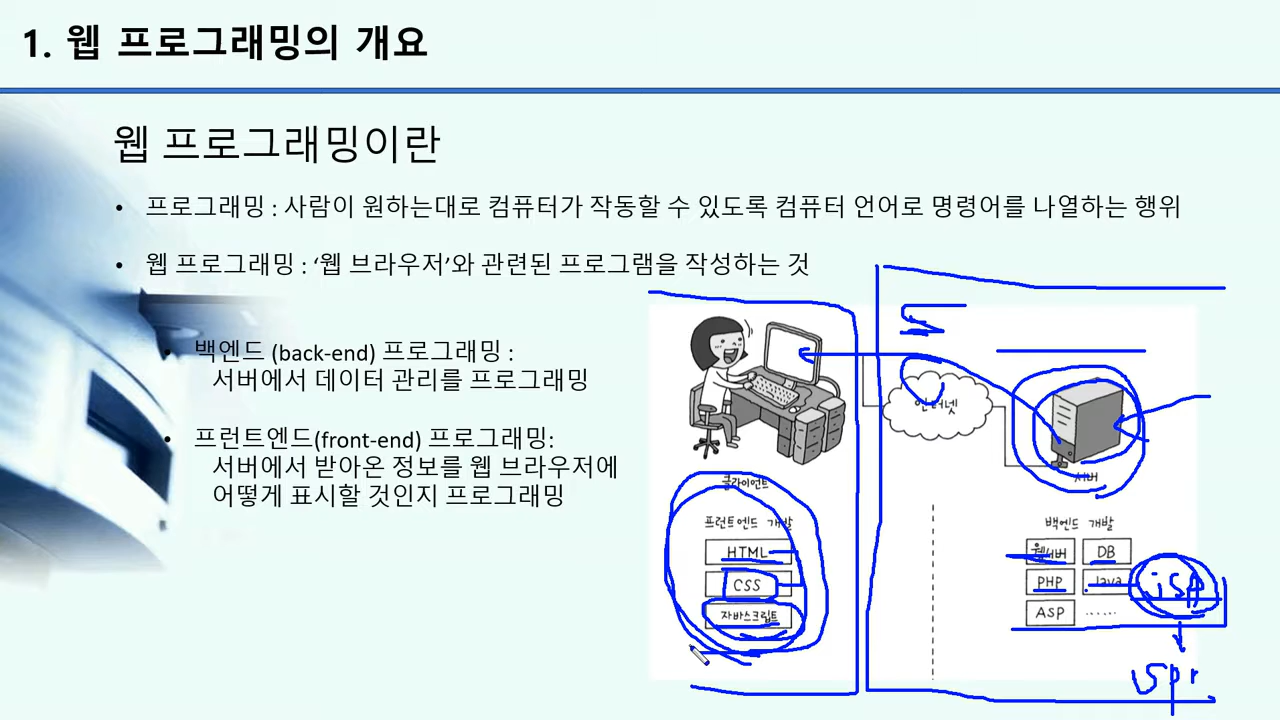 1. 웹 프로그래밍의 개요
웹 프로그래밍이란
• 프로그래밍 : 사람이 원하는대로 컴퓨터가 작동할 수 있도록 컴퓨터 언어로 명령어를 나열하는 행위
• 웹 프로그래밍 : ‘웹 브라우저’와 관련된 프로그램을 작성하는 것
• 백엔드 (back-end) 프로그래밍 :
서버에서 데이터 관리를 프로그래밍
• 프런트엔드(front-end) 프로그래밍:
서버에서 받아온 정보를 웹 브라우저에
어떻게 표시할 것인지 프로그래밍
인터넷
클라이언트
서버
프런트엔드 개발
HTML
CSS
자바스크립트
백엔드 개발
웹서버 DB
PHP Java jsp
ASP ......
spr